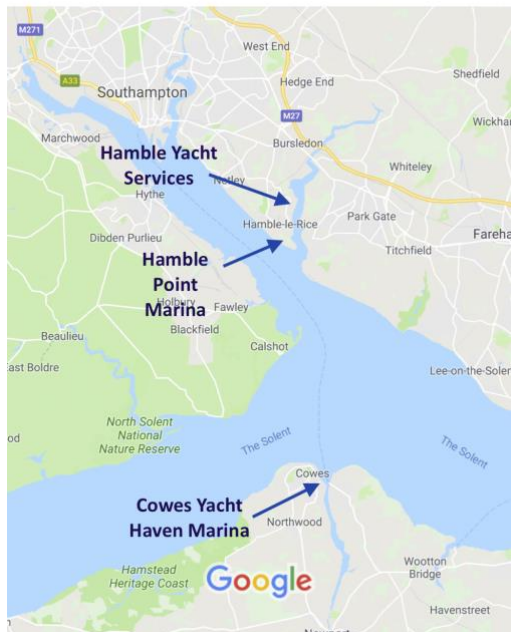 M271
West End
A33
Shedfield
Southampton
Hedge End
M27
Wickham
Marchwood
Bursledon
Hamble Yacht
Services
Whiteley
Netley
Hythe
Hamble-le-Rice
Park Gate
Fareha
Dibden Purlieu
Titchfield
Hamble
Point
Marina
Holbury
Fawley
Blackfield
Beaulieu
Calshot
ast Boldre
Lee-on-the-Solen
North Solent
National
Nature Reserve
od
The Solent
The Solent
Cowes
Cowes Yacht
Haven Marina
Northwood
Wootton
Bridge
Hamstead
Heritage Coast
Google
Havenstreet
Newport